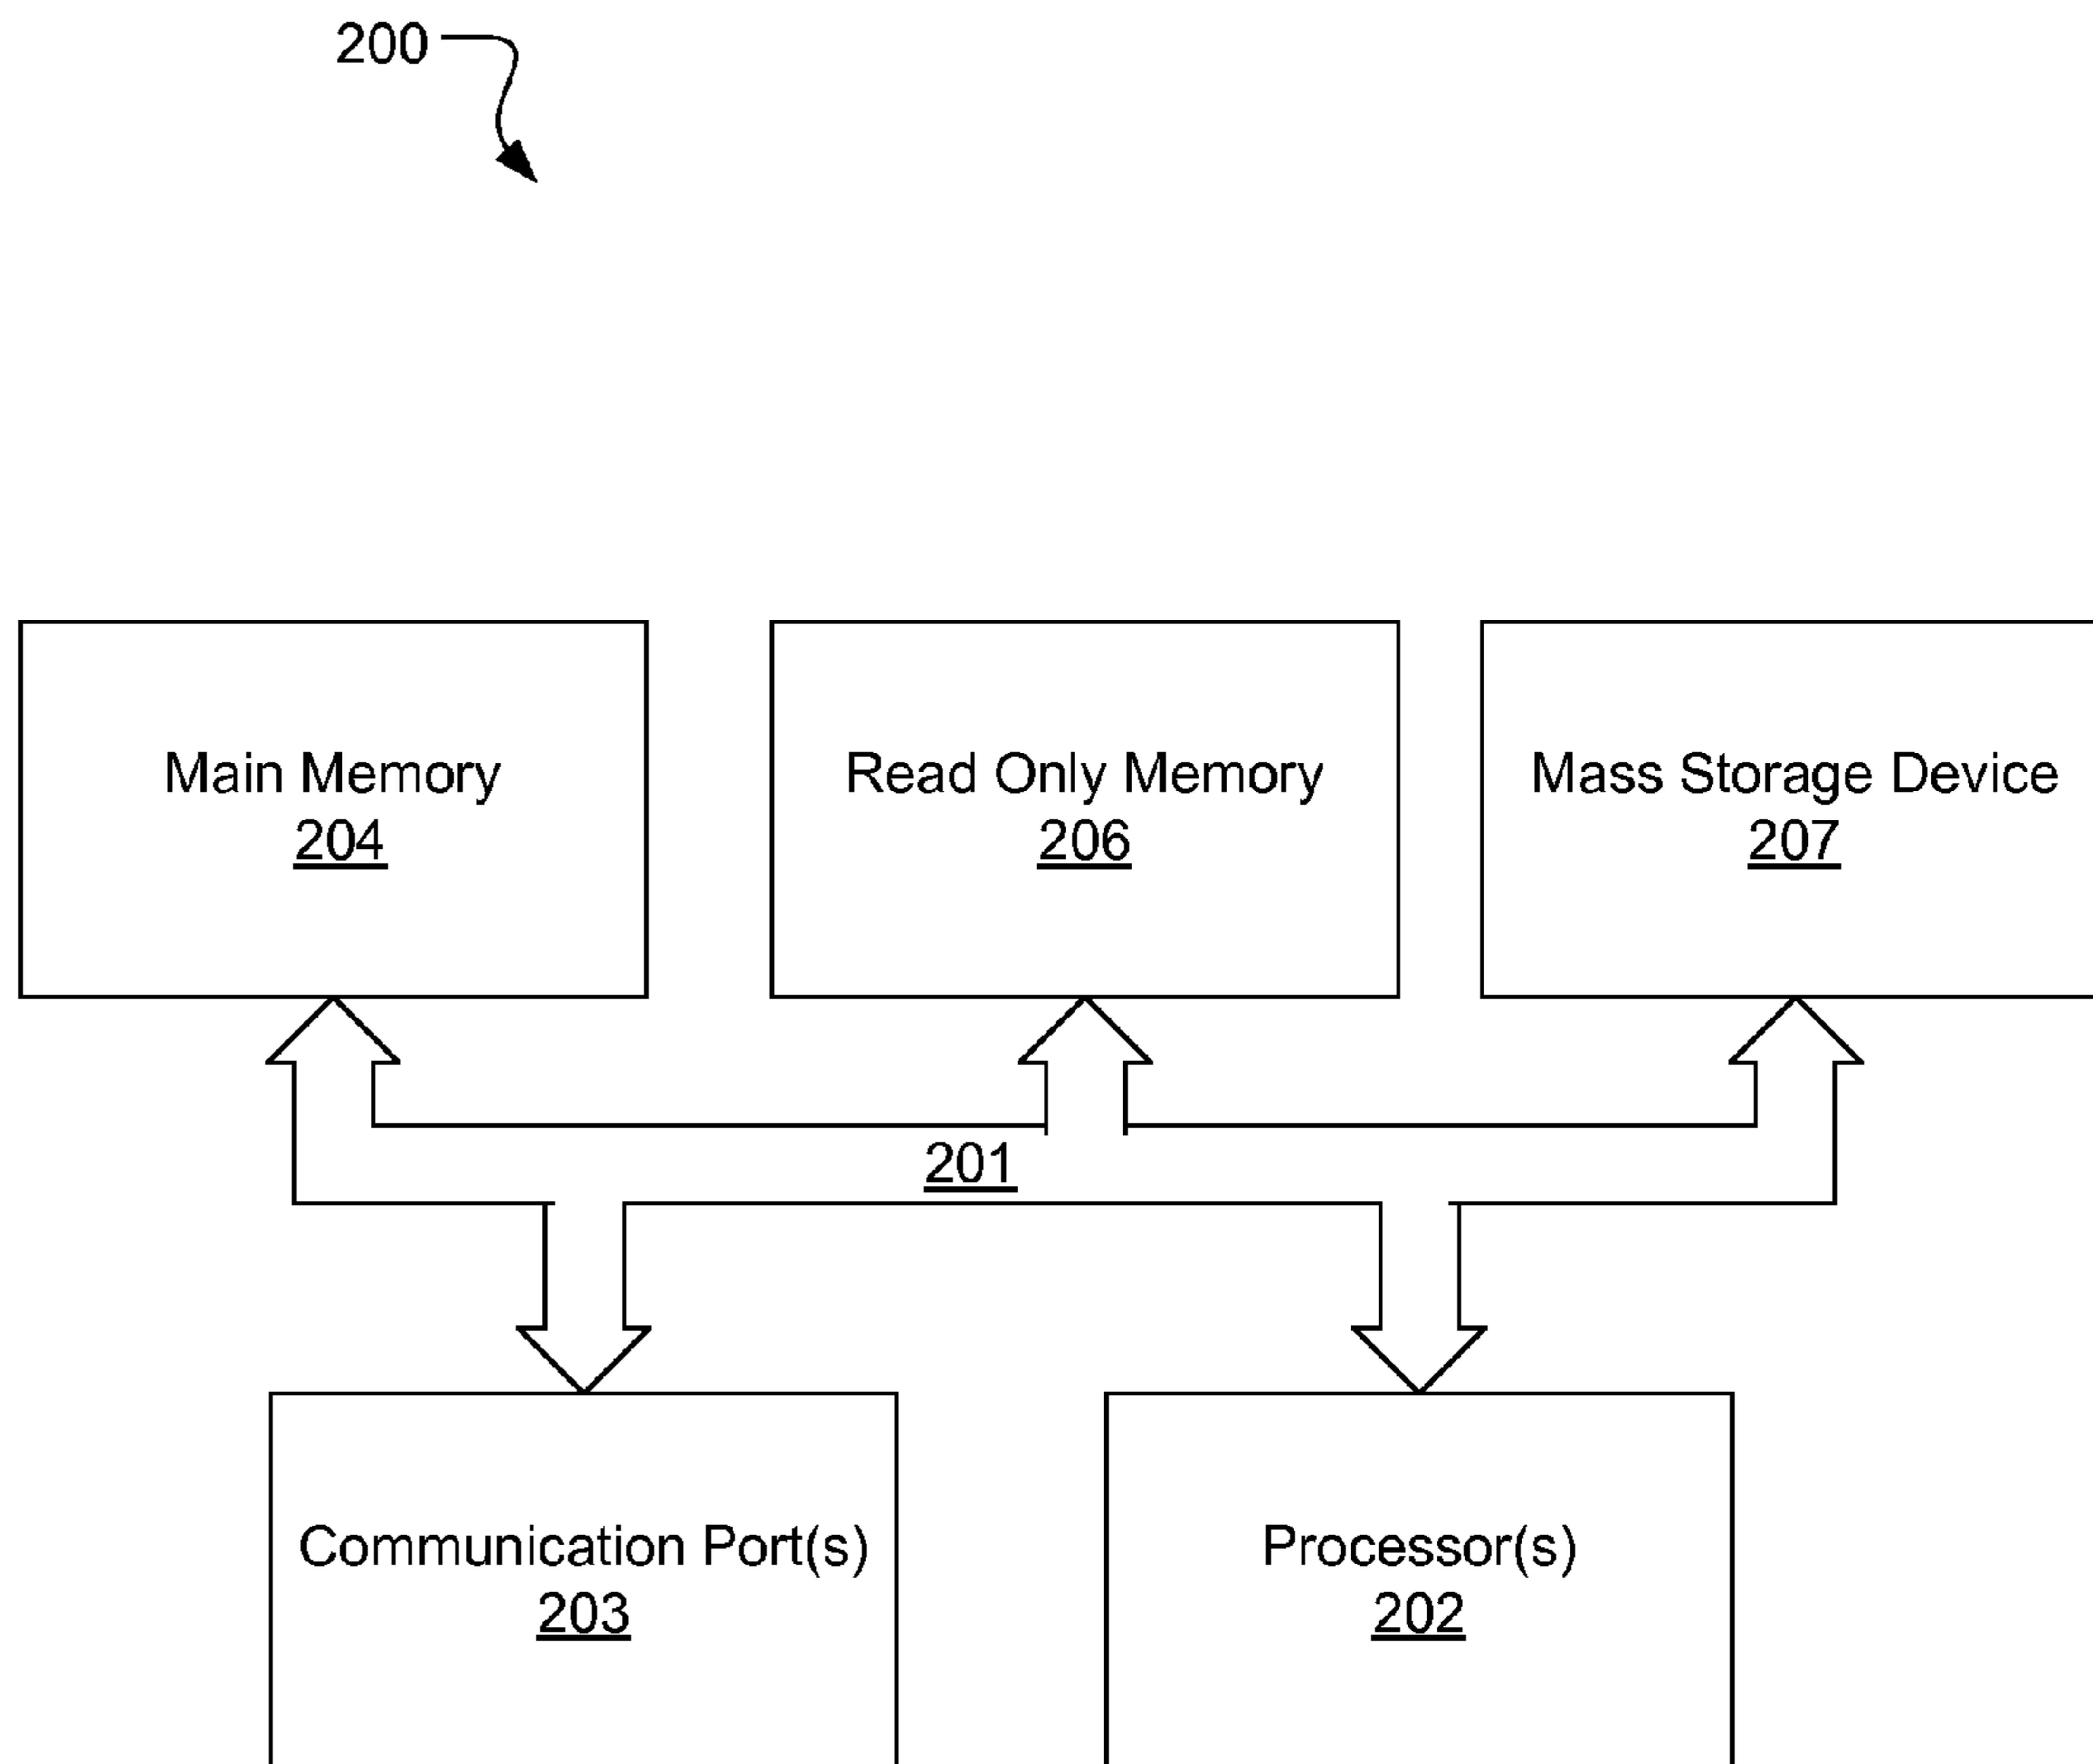 200
Main Memory
204
Read Only Memory
206
Mass Storage Device
207
201
Communication Port(s)
203
Processor(s)
202